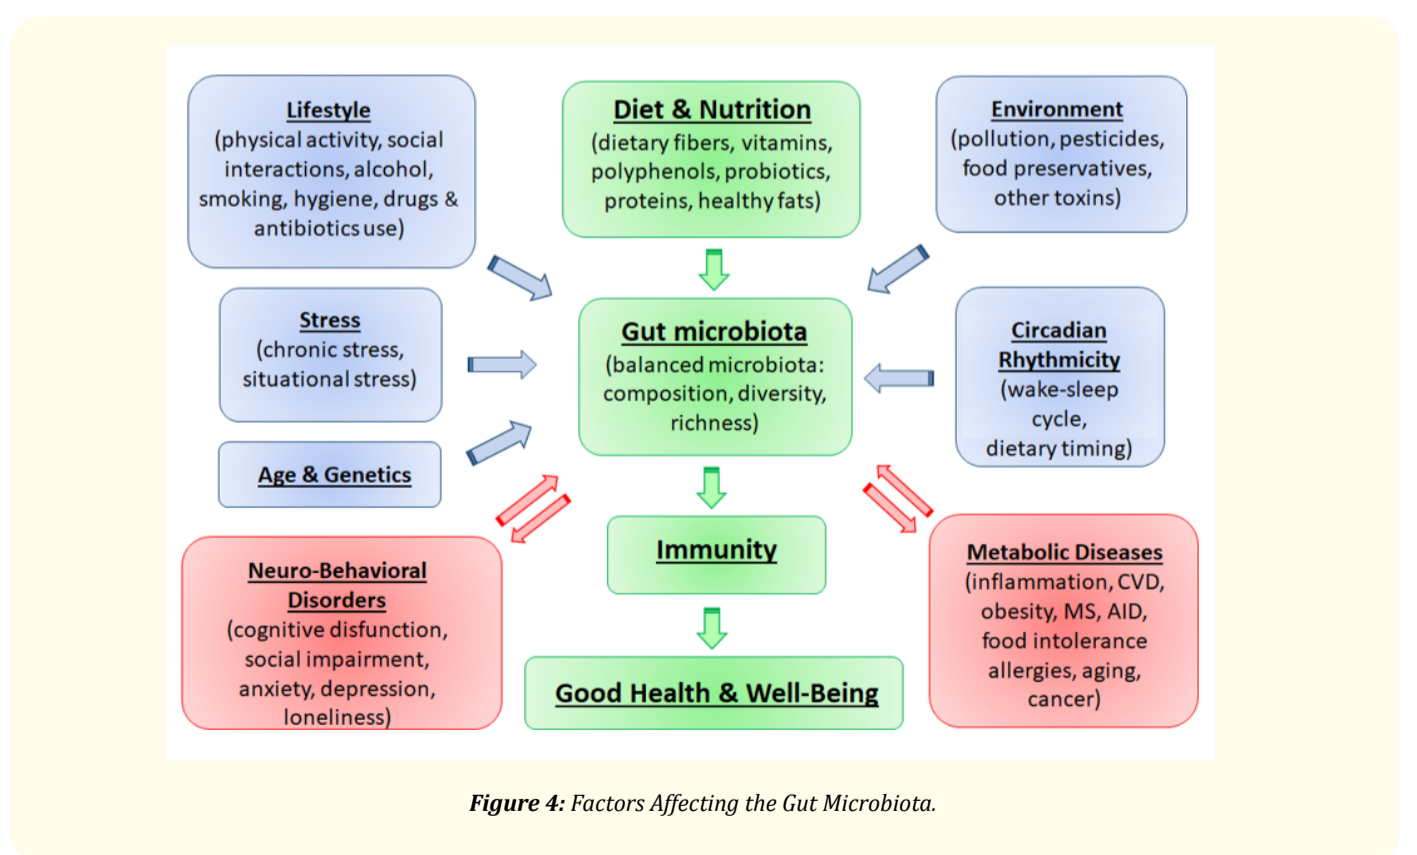 Lifestyle
(physical activity, social
interactions, alcohol,
smoking, hygiene, drugs &
antibiotics use)
Diet & Nutrition
(dietary fibers, vitamins,
polyphenols, probiotics,
proteins, healthy fats)
Environment
(pollution, pesticides,
food preservatives,
other toxins)
Stress
(chronic stress,
situational stress)
Gut microbiota
(balanced microbiota:
composition, diversity,
richness)
Circadian
Rhythmicity
(wake-sleep
cycle,
dietary timing)
Age & Genetics
Neuro-Behavioral
Disorders
(cognitive disfunction,
social impairment,
anxiety, depression,
loneliness)
Immunity
Good Health & Well-Being
Metabolic Diseases
(inflammation, CVD,
obesity, MS, AID,
food intolerance
allergies, aging,
cancer)
Figure 4: Factors Affecting the Gut Microbiota.